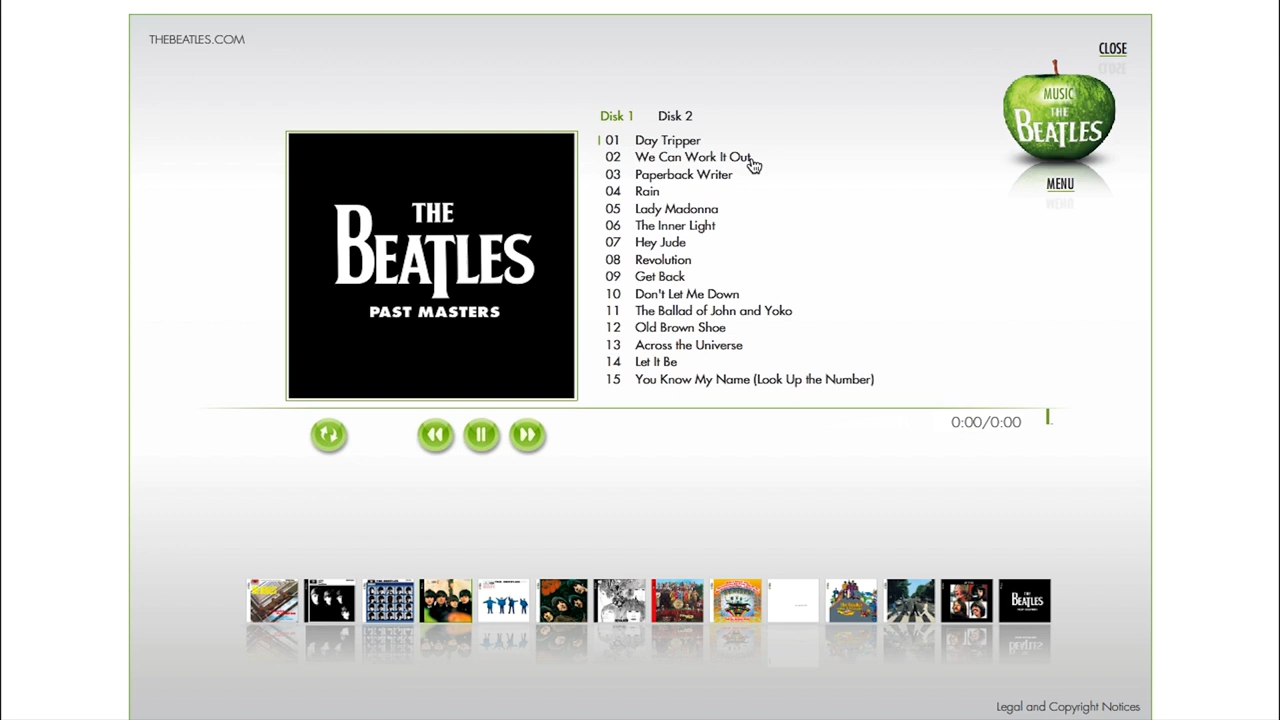 THEBEATLES.COM
CLOSE
MUSIC
THE
BEATLES
MENU
Disk 1 Disk 2
01 Day Tripper
02 We Can Work It Out
03 Paperback Writer
04 Rain
05 Lady Madonna
06 The Inner Light
07 Hey Jude
08 Revolution
09 Get Back
10 Don't Let Me Down
11 The Ballad of John and Yoko
12 Old Brown Shoe
13 Across the Universe
14 Let It Be
15 You Know My Name (Look Up the Number)
THE
BEATLES
PAST MASTERS
0:00/0:00
THE
BEATLES
Legal and Copyright Notices